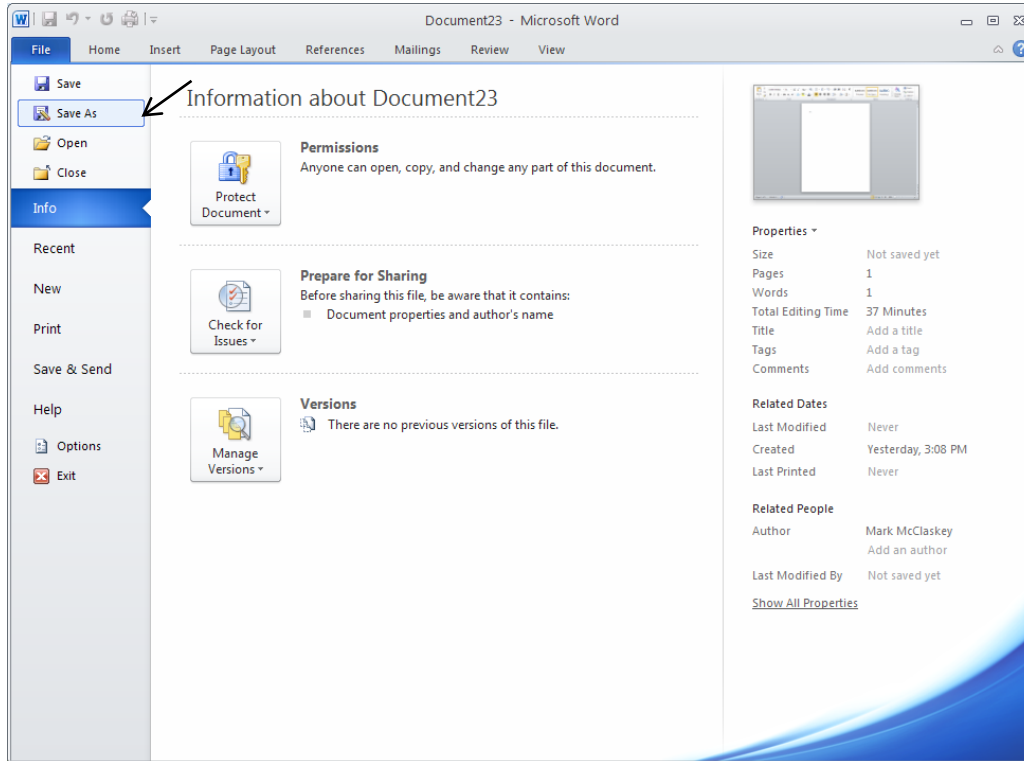 Document23 - Microsoft Word
File Home Insert Page Layout References Mailings Review View
Save
Save As
Open
Close
Info
Recent
New
Print
Save & Send
Help
Options
Exit
Information about Document23
Protect
Document
Permissions
Anyone can open, copy, and change any part of this document.
Check for
Issues
Prepare for Sharing
Before sharing this file, be aware that it contains:
Document properties and author's name
Manage
Versions
Versions
There are no previous versions of this file.
Properties
Size Not saved yet
Pages 1
Words 1
Total Editing Time 37 Minutes
Title Add a title
Tags Add a tag
Comments Add comments
Related Dates
Last Modified Never
Created Yesterday, 3:08 PM
Last Printed Never
Related People
Author Mark McClaskey
Add an author
Last Modified By Not saved yet
Show All Properties